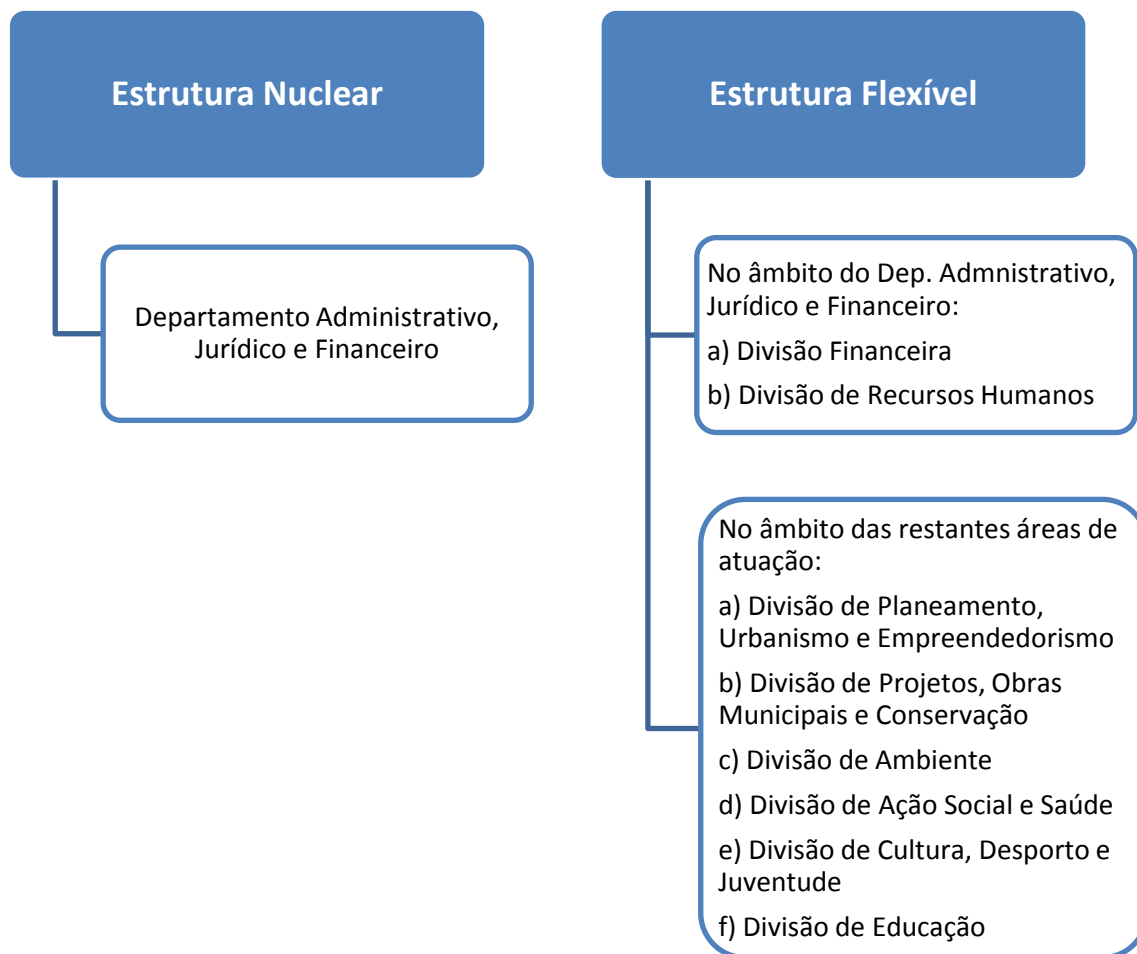 Estrutura Nuclear
Departamento Administrativo,
Jurídico e Financeiro
Estrutura Flexível
No âmbito do Dep. Admnistrativo,
Jurídico e Financeiro:
a) Divisão Financeira
b) Divisão de Recursos Humanos
No âmbito das restantes áreas de
atuação:
a) Divisão de Planeamento,
Urbanismo e Empreendedorismo
b) Divisão de Projetos, Obras
Municipais e Conservação
c) Divisão de Ambiente
d) Divisão de Ação Social e Saúde
e) Divisão de Cultura, Desporto e
Juventude
f) Divisão de Educação